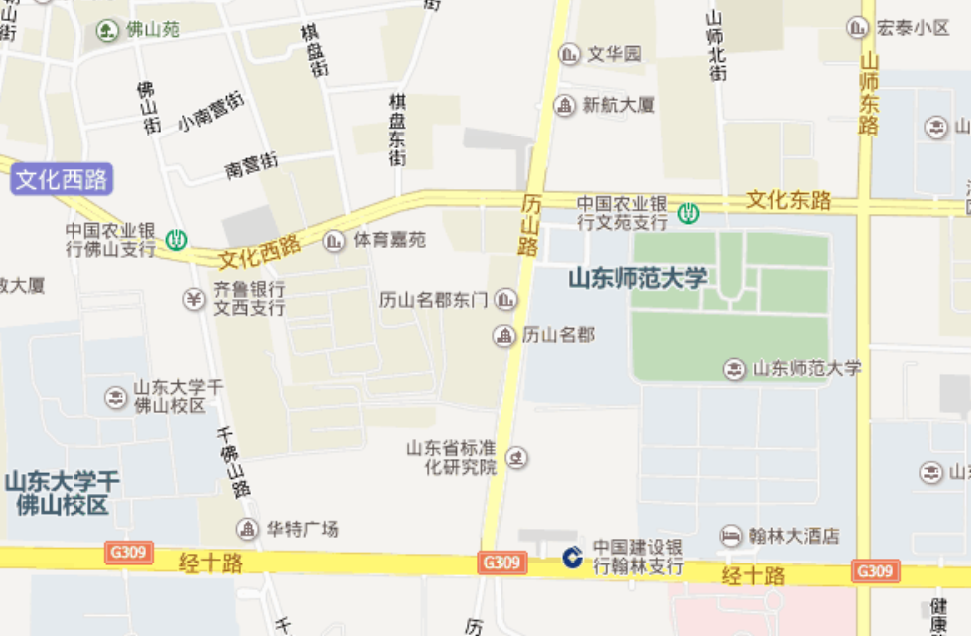 佛山苑
棋盘街
街
山师北街
宏泰小区
文华园
山师东路
佛山街
小南营街
棋盘东街
新航大厦
南营街
文化西路
中国农业银
行佛山支行
文化西路
体育嘉苑
历山路
中国农业银
行文苑支行
文化东路
山东师范大学
大厦
齐鲁银行
文西支行
历山名郡东门
历山名郡
山东师范大学
山东大学千
佛山校区
千佛山路
山东省标准
化研究院
山东大学千
佛山校区
华特广场
翰林大酒店
中国建设银
行翰林支行
G309
经十路
G309
经十路
G309
千
历
健康